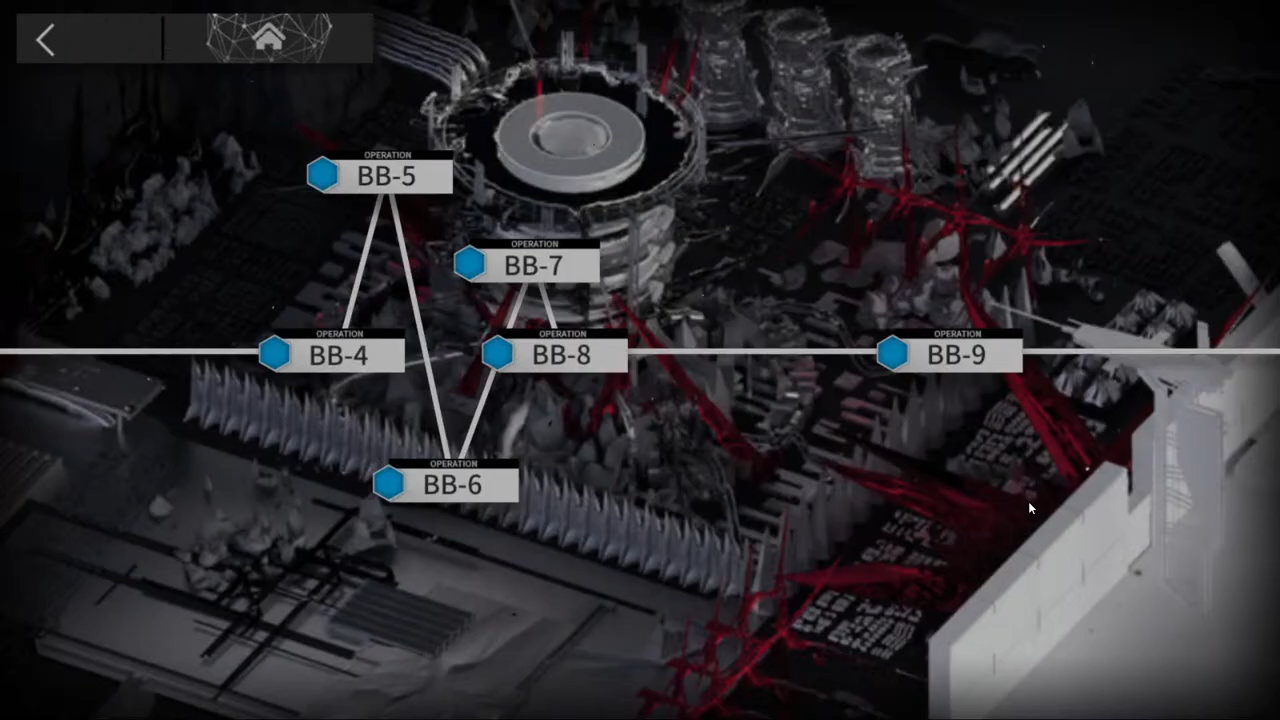 OPERATION
BB-5
OPERATION
BB-7
OPERATION
BB-4
OPERATION
BB-8
OPERATION
BB-9
OPERATION
BB-6